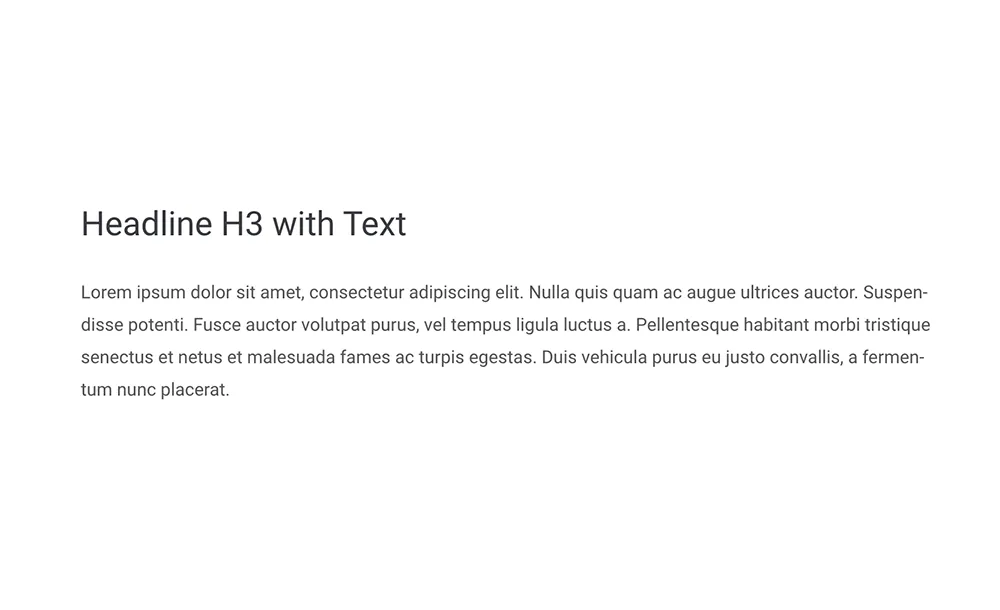 Headline H3 with Text
Lorem ipsum dolor sit amet, consectetur adipiscing elit. Nulla quis quam ac augue ultrices auctor. Suspen-
disse potenti. Fusce auctor volutpat purus, vel tempus ligula luctus a. Pellentesque habitant morbi tristique
senectus et netus et malesuada fames ac turpis egestas. Duis vehicula purus eu justo convallis, a fermen-
tum nunc placerat.